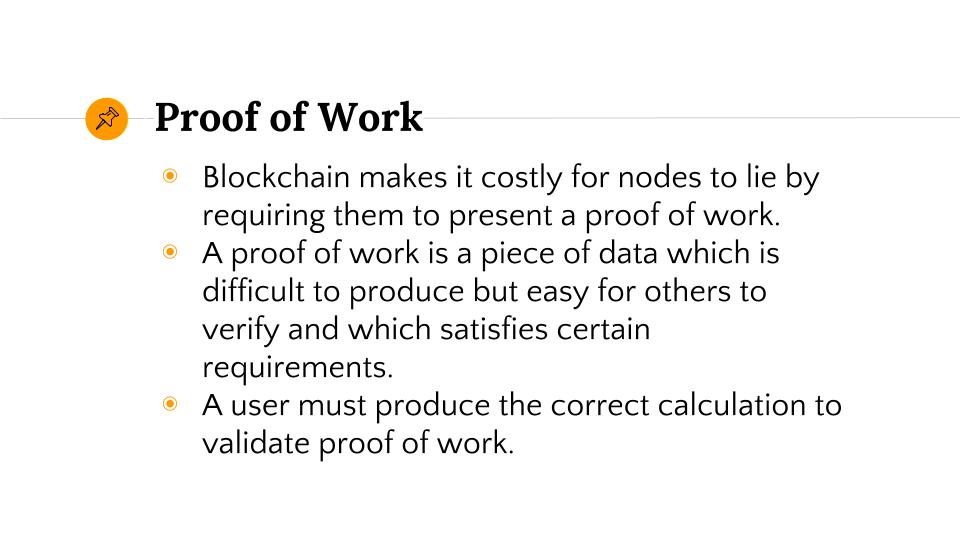 Proof of Work
Blockchain makes it costly for nodes to lie by
requiring them to present a proof of work.
A proof of work is a piece of data which is
difficult to produce but easy for others to
verify and which satisfies certain
requirements.
A user must produce the correct calculation to
validate proof of work.